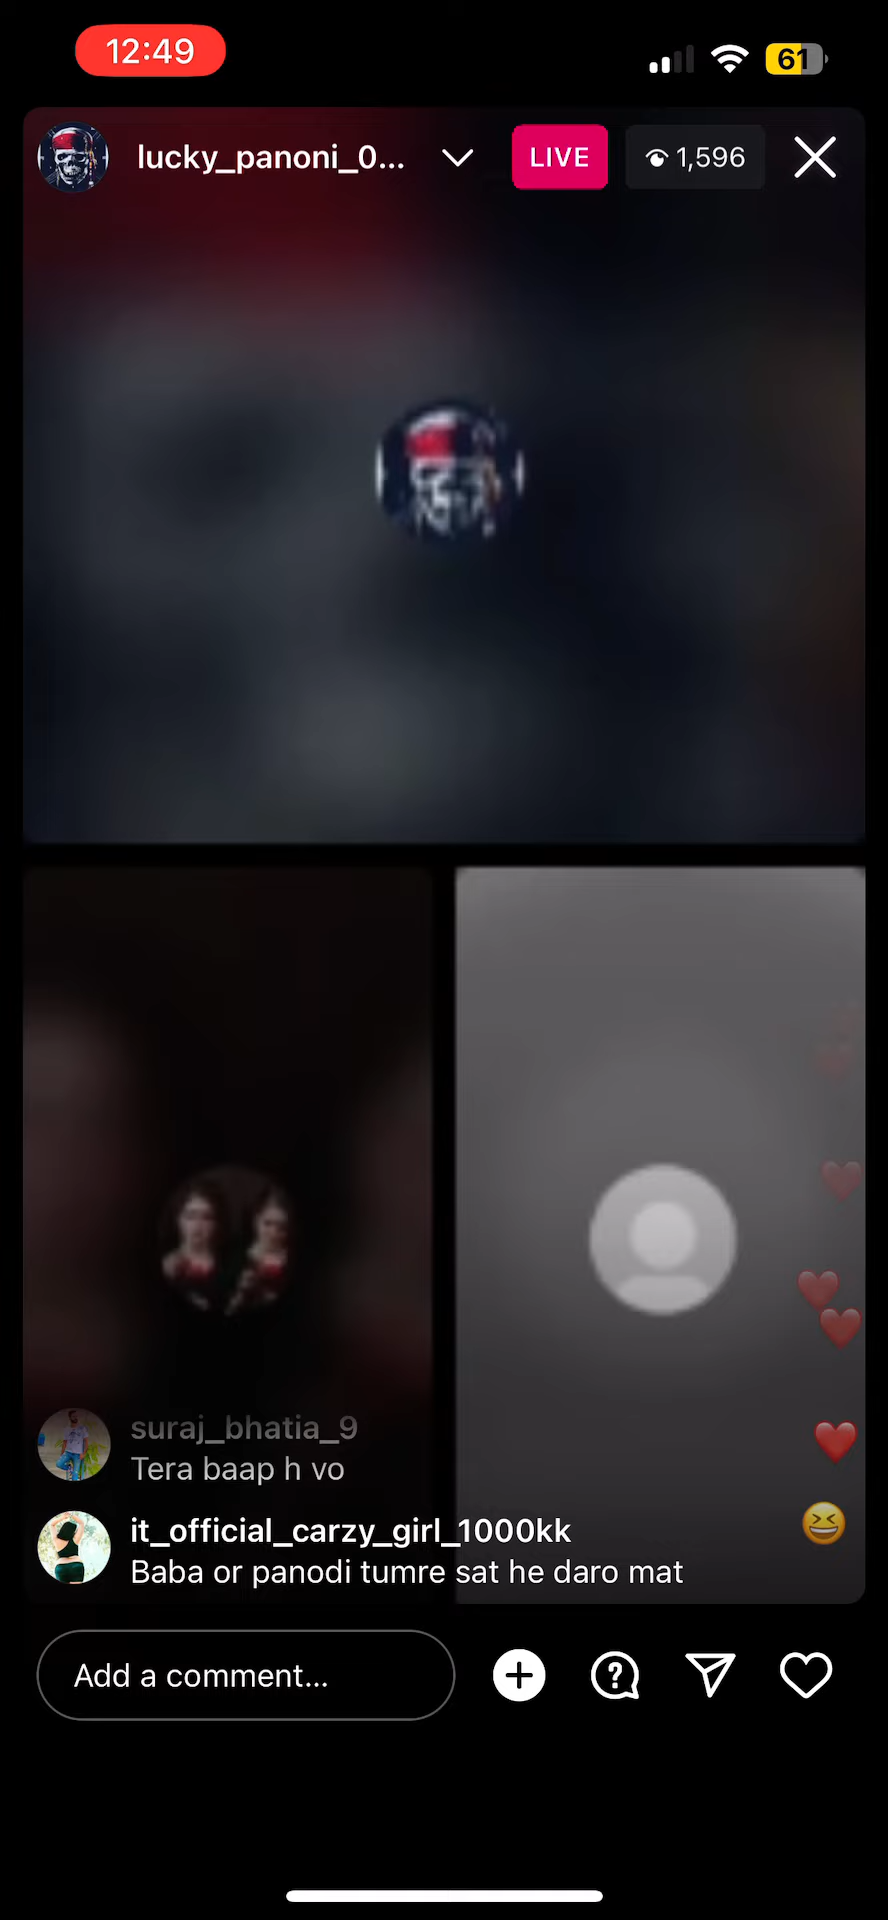 12:49
61
lucky_panoni_0...
LIVE
1,596
suraj_bhatia_9
Tera baap h vo
it_official_carzy_girl_1000kk
Baba or panodi tumre sat he daro mat
Add a comment...